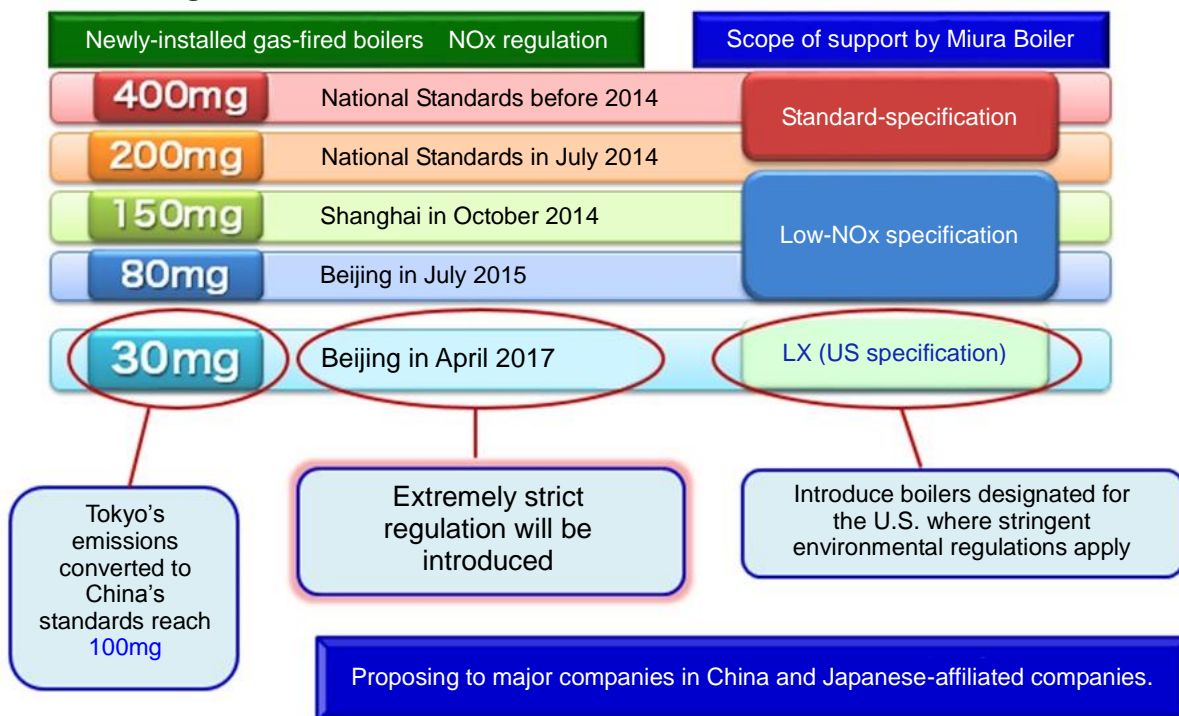 Newly-installed gas-fired boilers NOx regulation
Scope of support by Miura Boiler
400mg
National Standards before 2014
Standard-specification
200mg
National Standards in July 2014
150mg
Shanghai in October 2014
Low-NOx specification
80mg
Beijing in July 2015
30mg
Beijing in April 2017
LX (US specification)
Tokyo's
emissions
converted to
China's
standards reach
100mg
Extremely strict
regulation will be
introduced
Introduce boilers designated for
the U.S. where stringent
environmental regulations apply
Proposing to major companies in China and Japanese-affiliated companies.